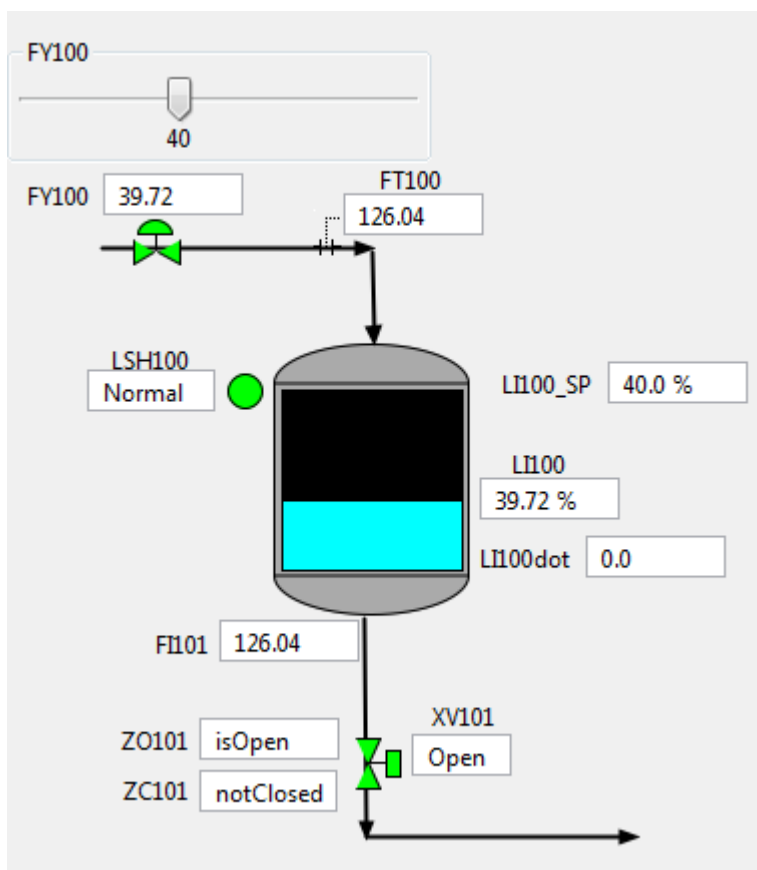 FY100
40
FY100 39.72
FT100
126.04
LSH100
Normal
LI100_SP 40.0 %
LI100
39.72 %
LI100dot 0.0
FI101 126.04
XV101
ZO101 isOpen
Open
ZC101 notClosed